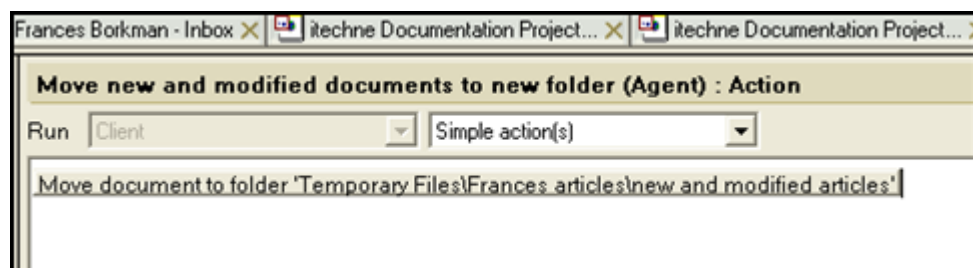 Frances Borkman - Inbox itechne Documentation Project... itechne Documentation Project...
Move new and modified documents to new folder (Agent) : Action
Run Client Simple action(s)
Move document to folder 'Temporary Files\Frances articles\new and modified articles'